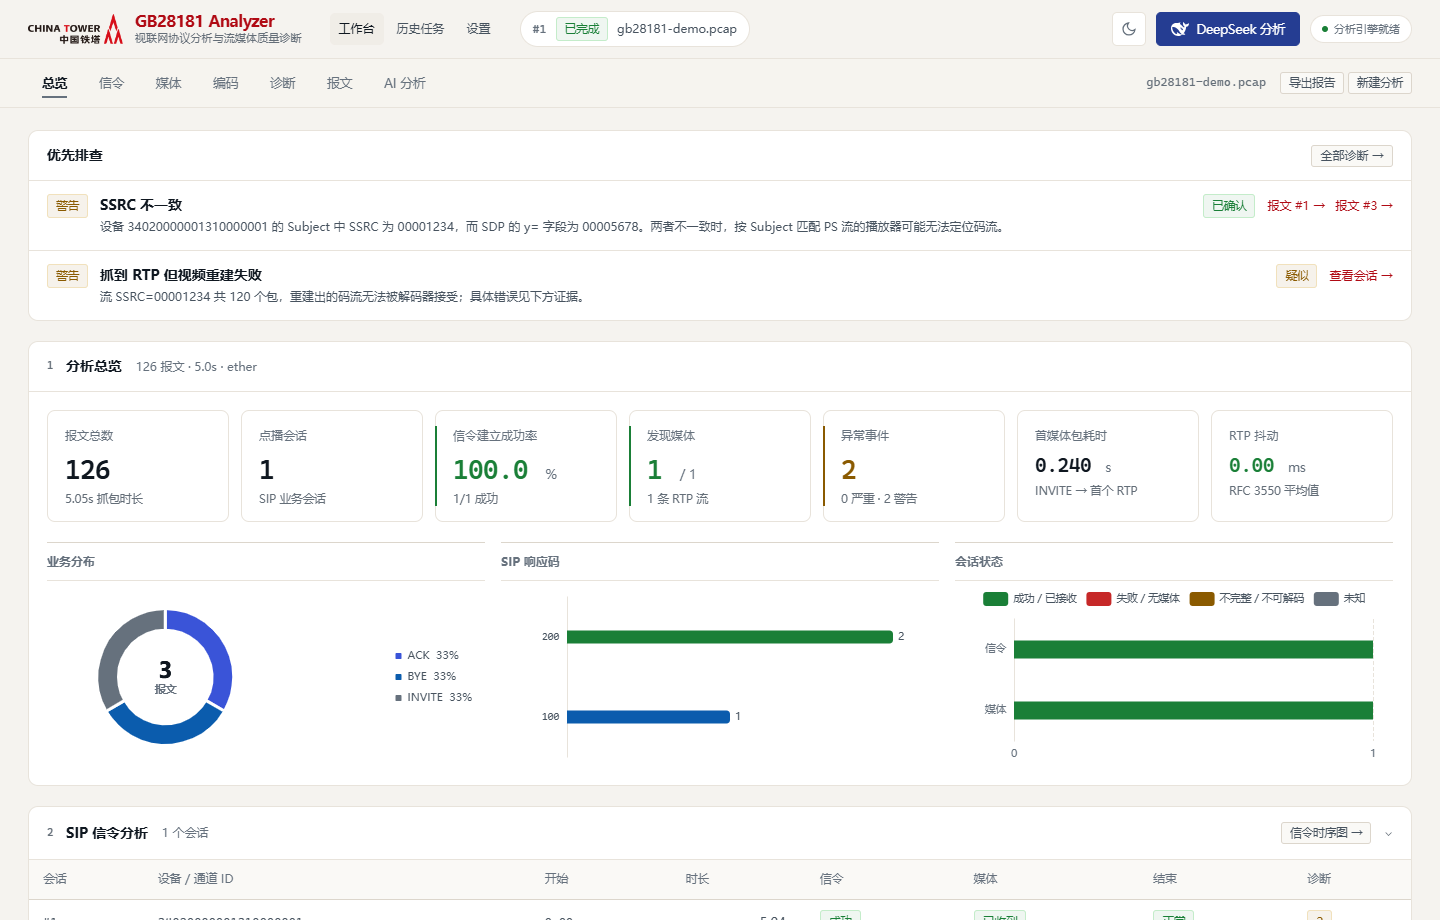 CHINA TOWER
中国铁塔
GB28181 Analyzer
视联网协议分析与流媒体质量诊断
工作台 历史任务 设置
#1 已完成 gb28181-demo.pcap
DeepSeek 分析
分析引擎就绪
总览 信令 媒体 编码 诊断 报文 AI 分析
gb28181-demo.pcap 导出报告 新建分析
优先排查
全部诊断 →
警告 SSRC 不一致
已确认 报文 #1 → 报文 #3 →
设备 34020000001310000001 的 Subject 中 SSRC 为 00001234，而 SDP 的 y= 字段为 00005678。两者不一致时，按 Subject 匹配 PS 流的播放器可能无法定位码流。
警告 抓到 RTP 但视频重建失败
疑似 查看会话 →
流 SSRC=00001234 共 120 个包，重建出的码流无法被解码器接受；具体错误见下方证据。
1 分析总览 126 报文 · 5.0s · ether
报文总数
126
5.05s 抓包时长
点播会话
1
SIP 业务会话
信令建立成功率
100.0 %
1/1 成功
发现媒体
1 / 1
1 条 RTP 流
异常事件
2
0 严重 · 2 警告
首媒体包耗时
0.240 s
INVITE → 首个 RTP
RTP 抖动
0.00 ms
RFC 3550 平均值
业务分布
3
报文
ACK 33%
BYE 33%
INVITE 33%
SIP 响应码
200 2
100 1
会话状态
成功 / 已接收 失败 / 无媒体 不完整 / 不可解码 未知
信令
媒体
0 1
2 SIP 信令分析 1 个会话
信令时序图 →
会话 设备 / 通道 ID 开始 时长 信令 媒体 结束 诊断